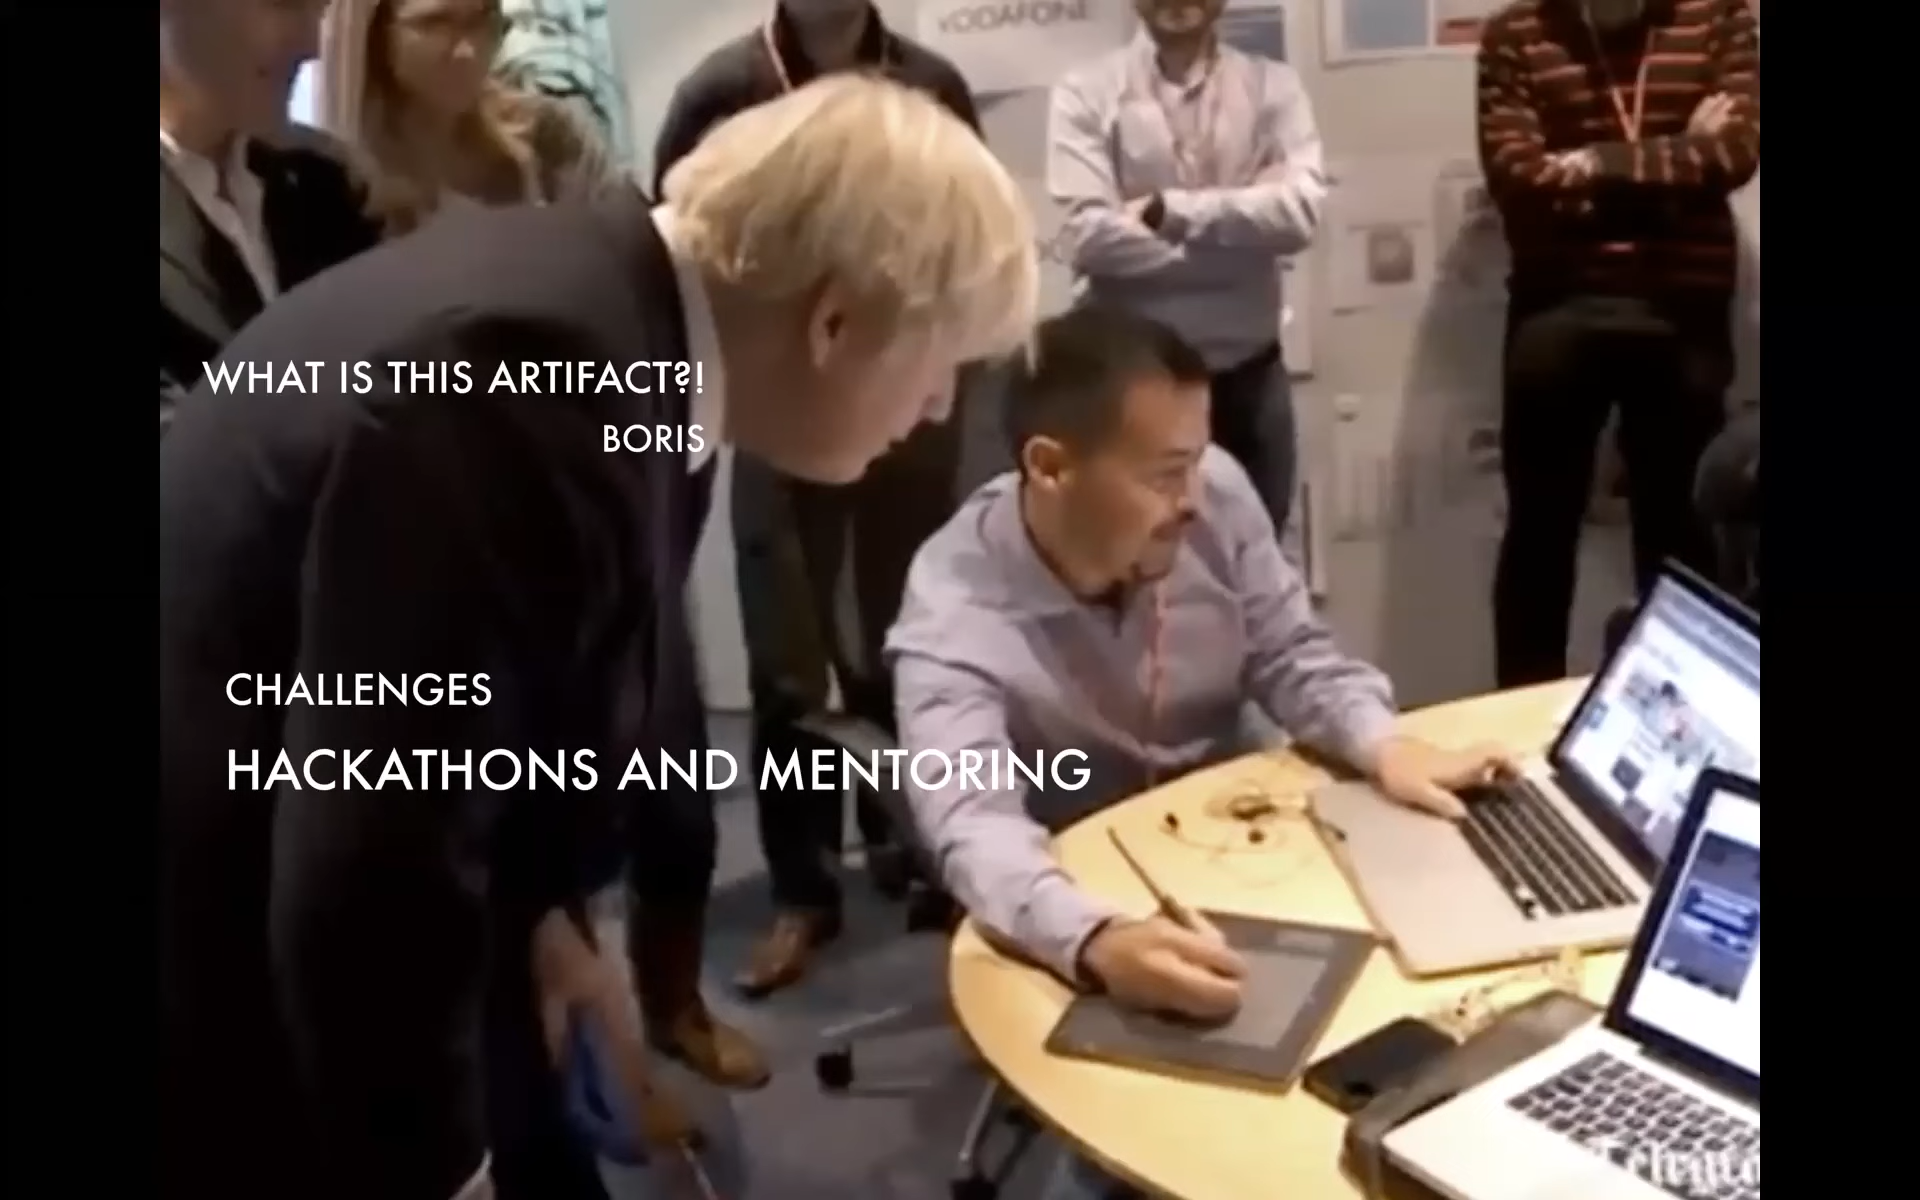 VODAFONE
WHAT IS THIS ARTIFACT?!
BORIS
CHALLENGES
HACKATHONS AND MENTORING